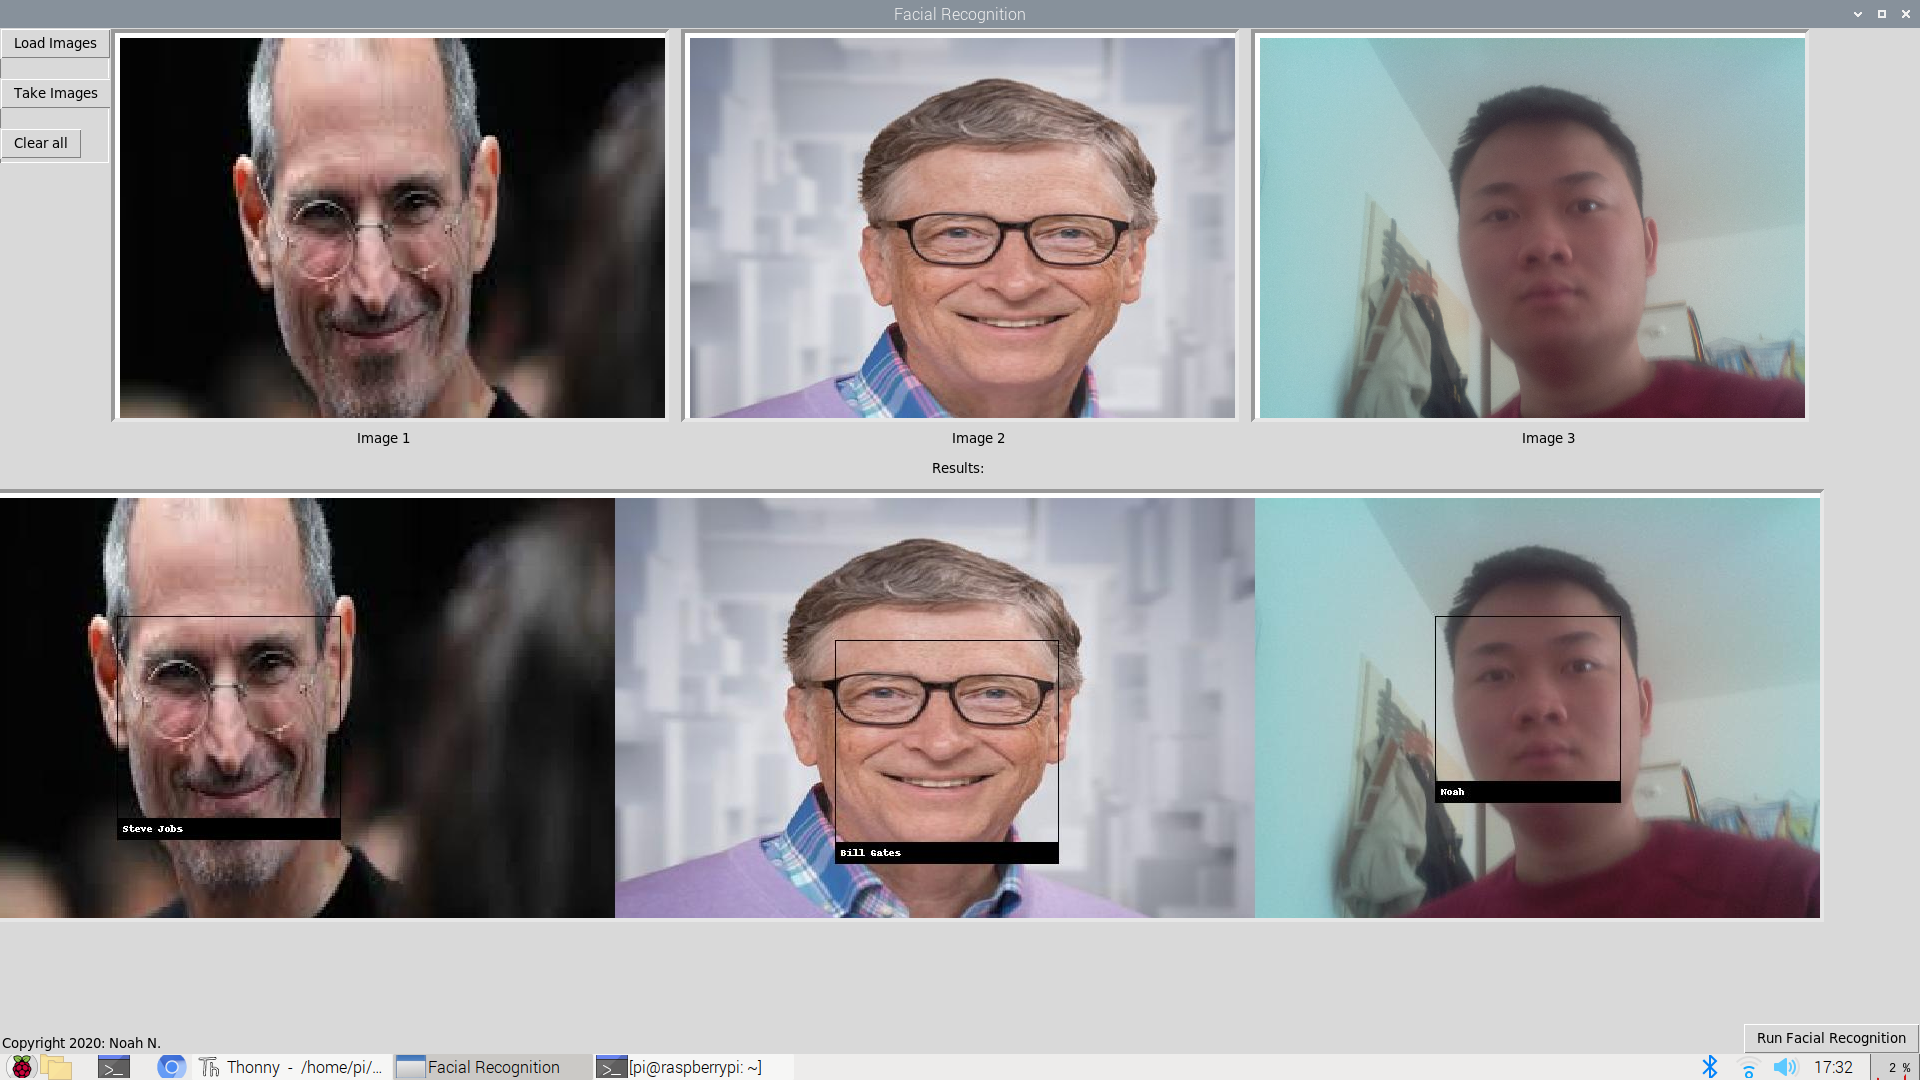 Facial Recognition
Load Images
Take Images
Clear all
Image 1
Image 2
Image 3
Results:
Steve Jobs
Bill Gates
Noah
Copyright 2020: Noah N.
Run Facial Recognition
>_
Th
Thonny - /home/pi/...
Facial Recognition
>_
[pi@raspberrypi: ~]
17:32
2 %